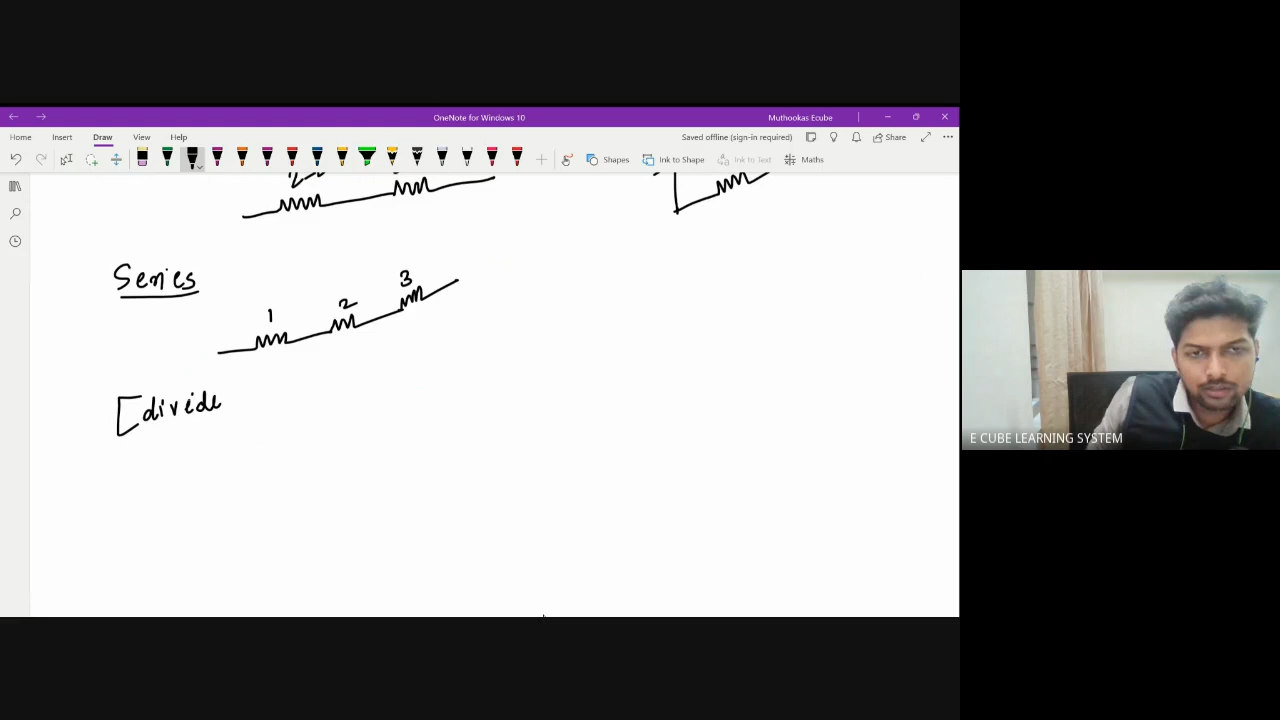 OneNote for Windows 10
Muthookas Ecube
Home Insert Draw View Help
Saved offline (sign-in required)
Share
Shapes
Ink to Shape
Ink to Text
Maths
Series
1 2 3
divide
E CUBE LEARNING SYSTEM